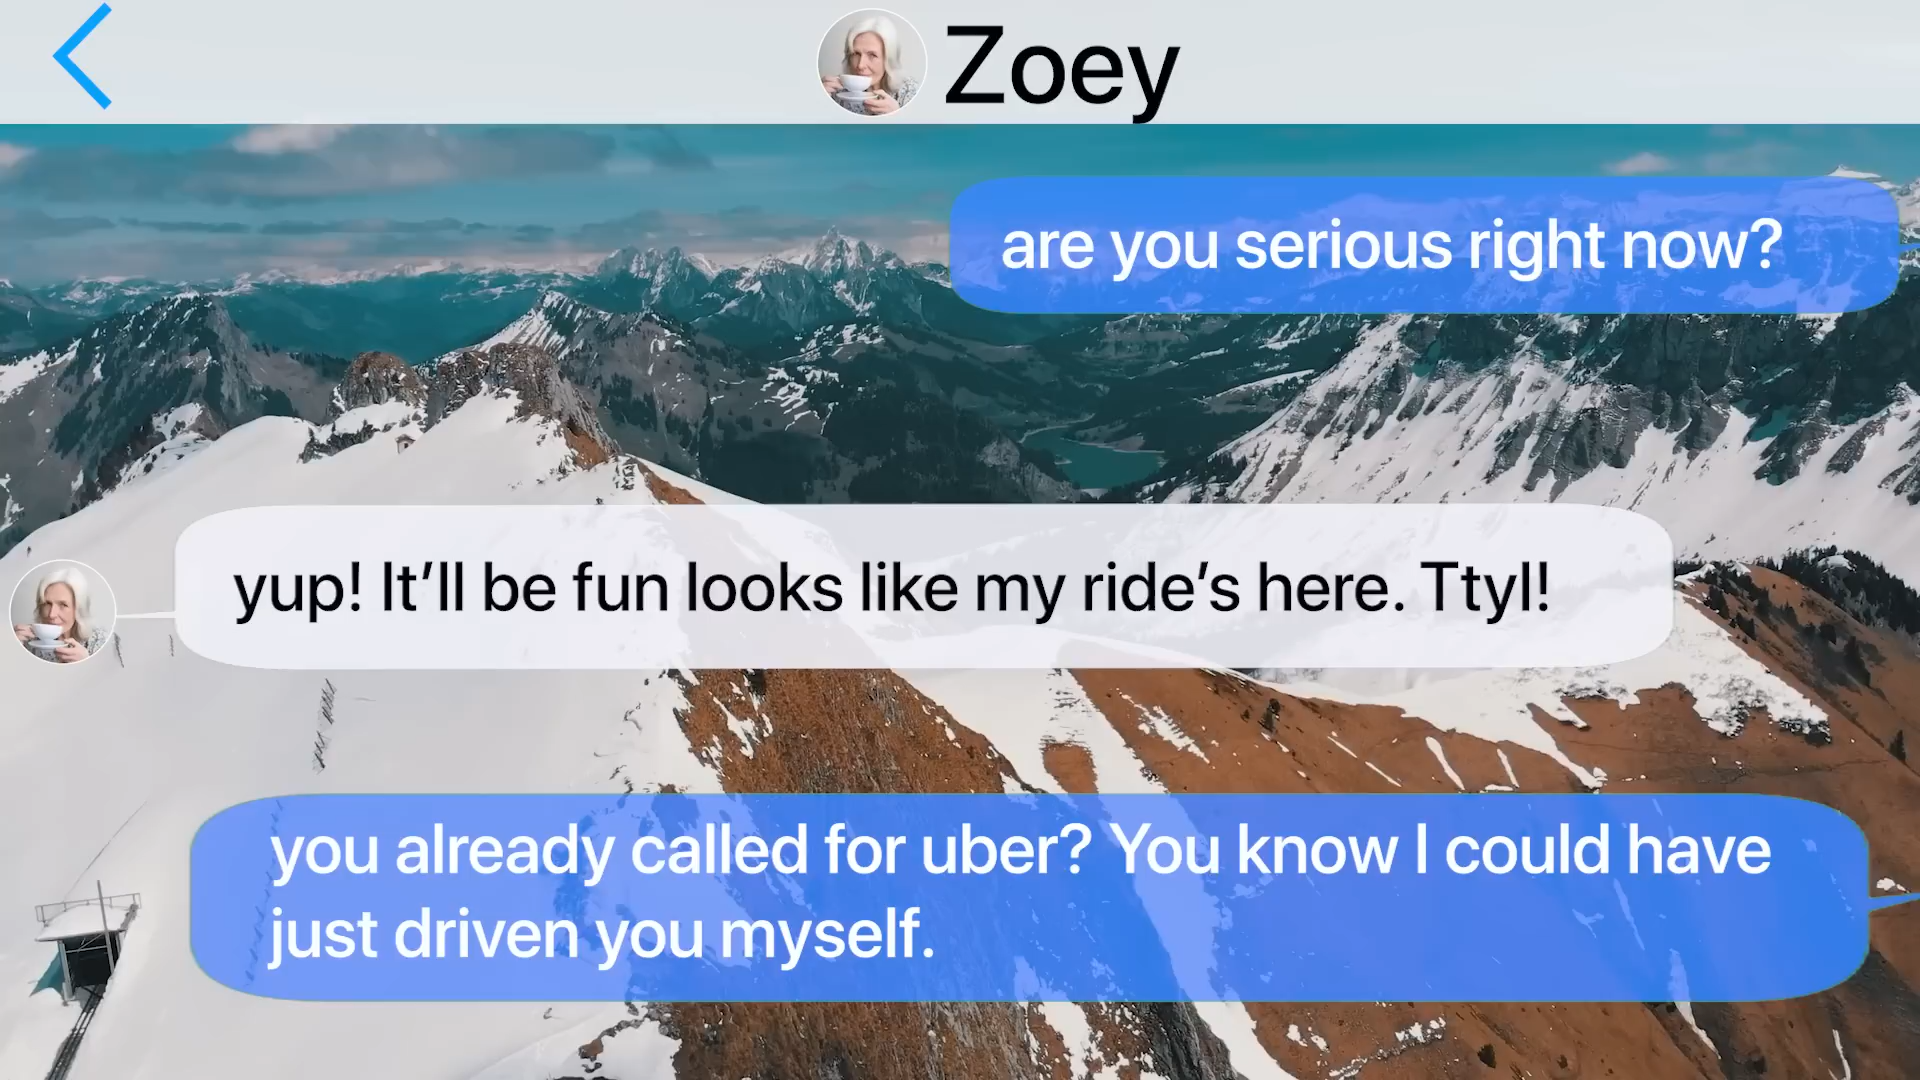 Zoey
are you serious right now?
yup! It’ll be fun looks like my ride’s here. Ttyl!
you already called for uber? You know I could have
just driven you myself.